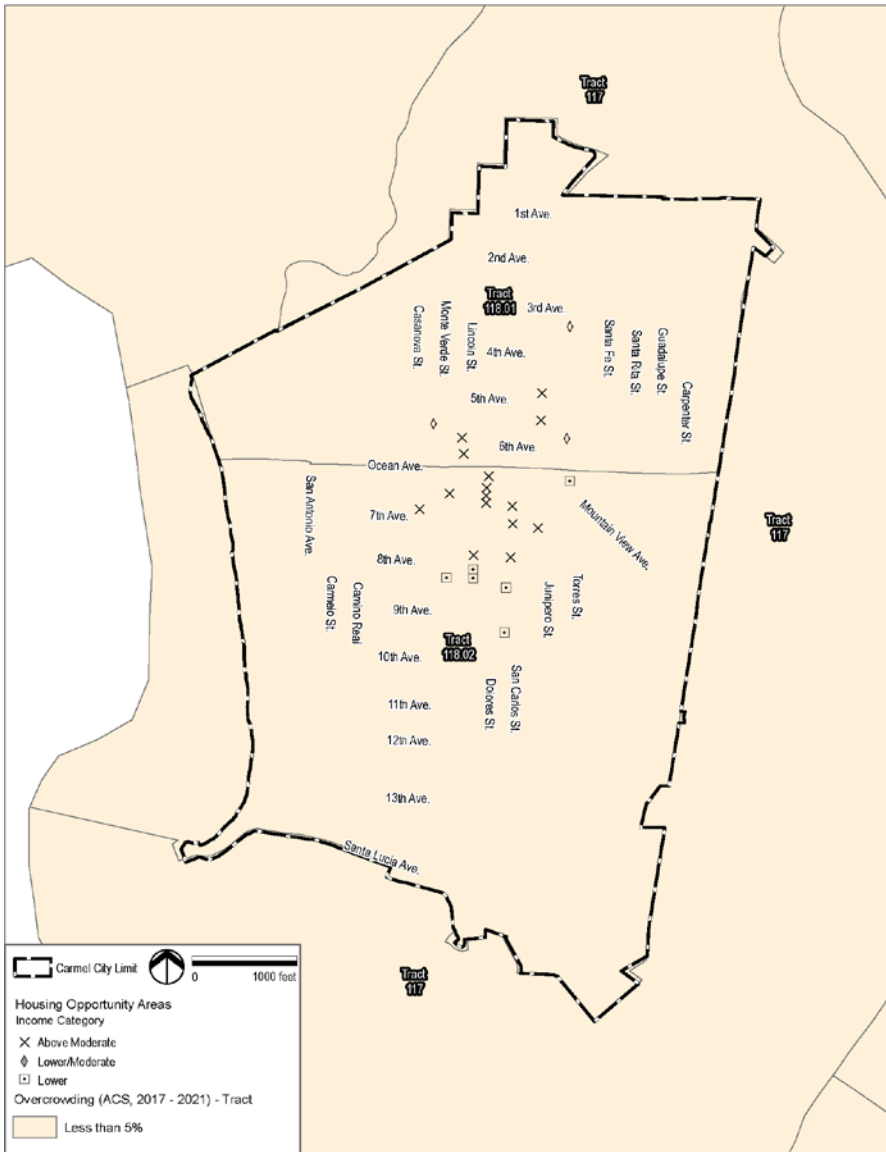 Tract
117
1st Ave.
2nd Ave.
Tract
118.01
3rd Ave.
Casanova St.
Monte Verde St.
Lincoln St.
4th Ave.
Santa Fe St.
Santa Rita St.
Guadalupe St.
Carpenter St.
5th Ave.
6th Ave.
Ocean Ave.
San Antonio Ave.
7th Ave.
Mountain View Ave.
Tract
117
8th Ave.
Carmelo St.
Camino Real
9th Ave.
Junipero St.
Torres St.
Tract
118.02
10th Ave.
Dolores St.
San Carlos St.
11th Ave.
12th Ave.
13th Ave.
Santa Lucia Ave.
Tract
117
Carmel City Limit
0 1000 feet
Housing Opportunity Areas
Income Category
Above Moderate
Lower/Moderate
Lower
Overcrowding (ACS, 2017 - 2021) - Tract
Less than 5%